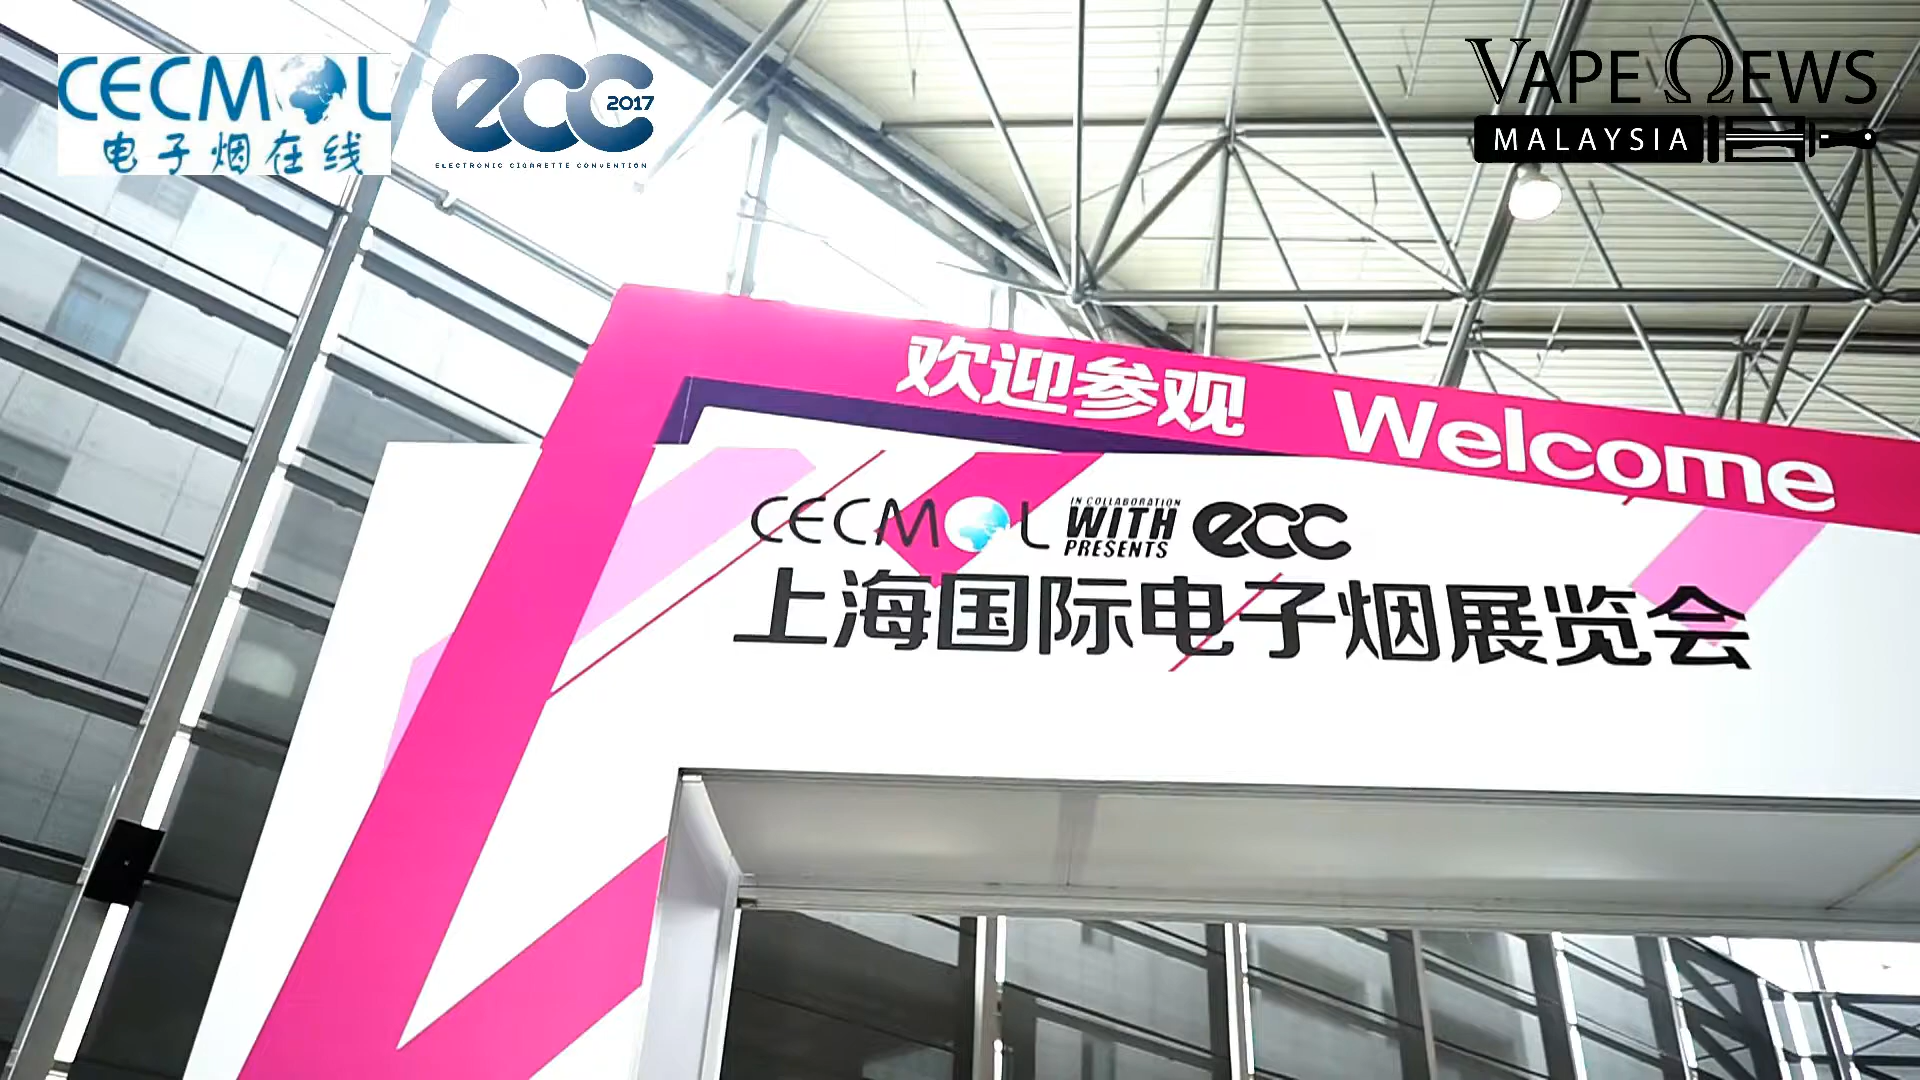 CECMOL
电子烟在线
ecc 2017
ELECTRONIC CIGARETTE CONVENTION
VAPE ΩEWS
MALAYSIA
欢迎参观 Welcome
CECMOL IN COLLABORATION WITH PRESENTS ecc
上海国际电子烟展览会